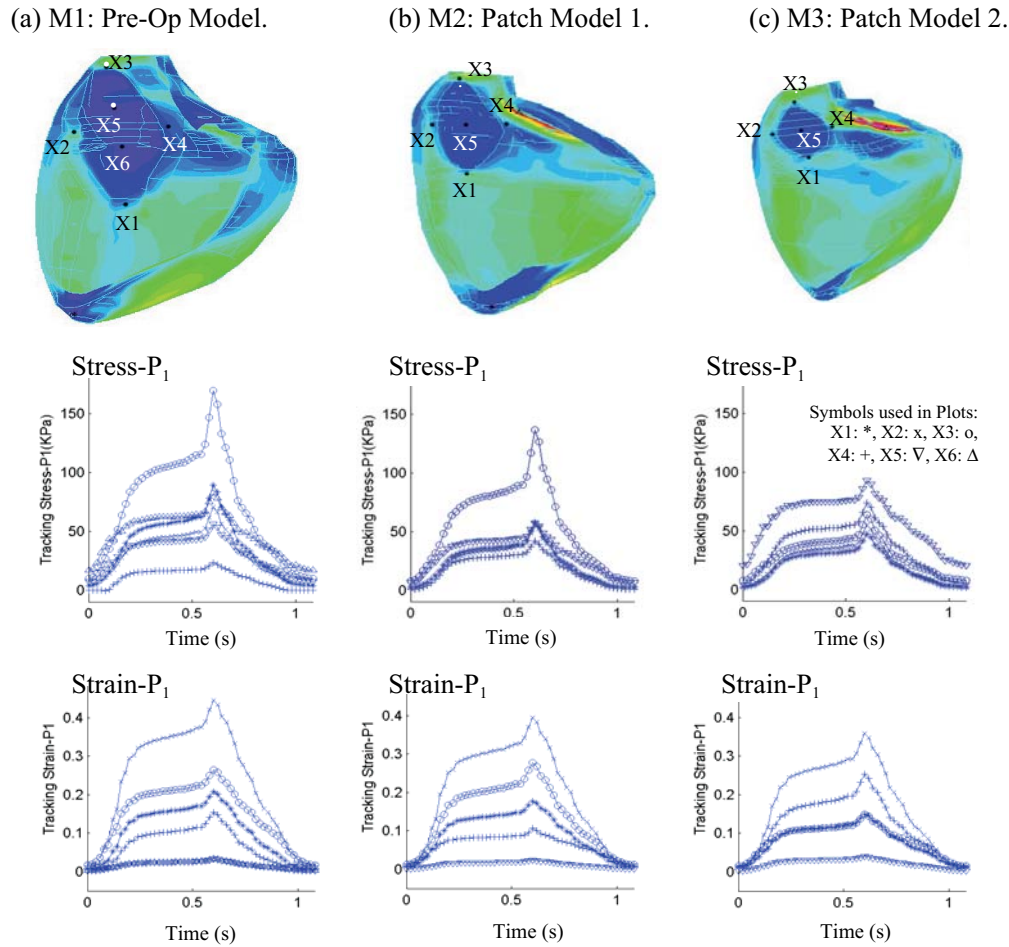 (a) M1: Pre-Op Model.
(b) M2: Patch Model 1.
(c) M3: Patch Model 2.
X3
X5
X4
X2
X6
X1
X3
X4
X2
X5
X1
X3
X4
X2
X5
X1
Stress-P1
Tracking Stress-P1(KPa)
150
100
50
0
0
0.5
1
Time (s)
Stress-P1
Tracking Stress-P1(KPa)
150
100
50
0
0
0.5
1
Time (s)
Stress-P1
Symbols used in Plots:
X1: *, X2: x, X3: o,
X4: +, X5: ∇, X6: Δ
Tracking Stress-P1(KPa)
150
100
50
0
0
0.5
1
Time (s)
Strain-P1
Tracking Strain-P1
0.4
0.3
0.2
0.1
0
0
0.5
1
Time (s)
Strain-P1
Tracking Strain-P1
0.4
0.3
0.2
0.1
0
0
0.5
1
Time (s)
Strain-P1
Tracking Strain-P1
0.4
0.3
0.2
0.1
0
0
0.5
1
Time (s)